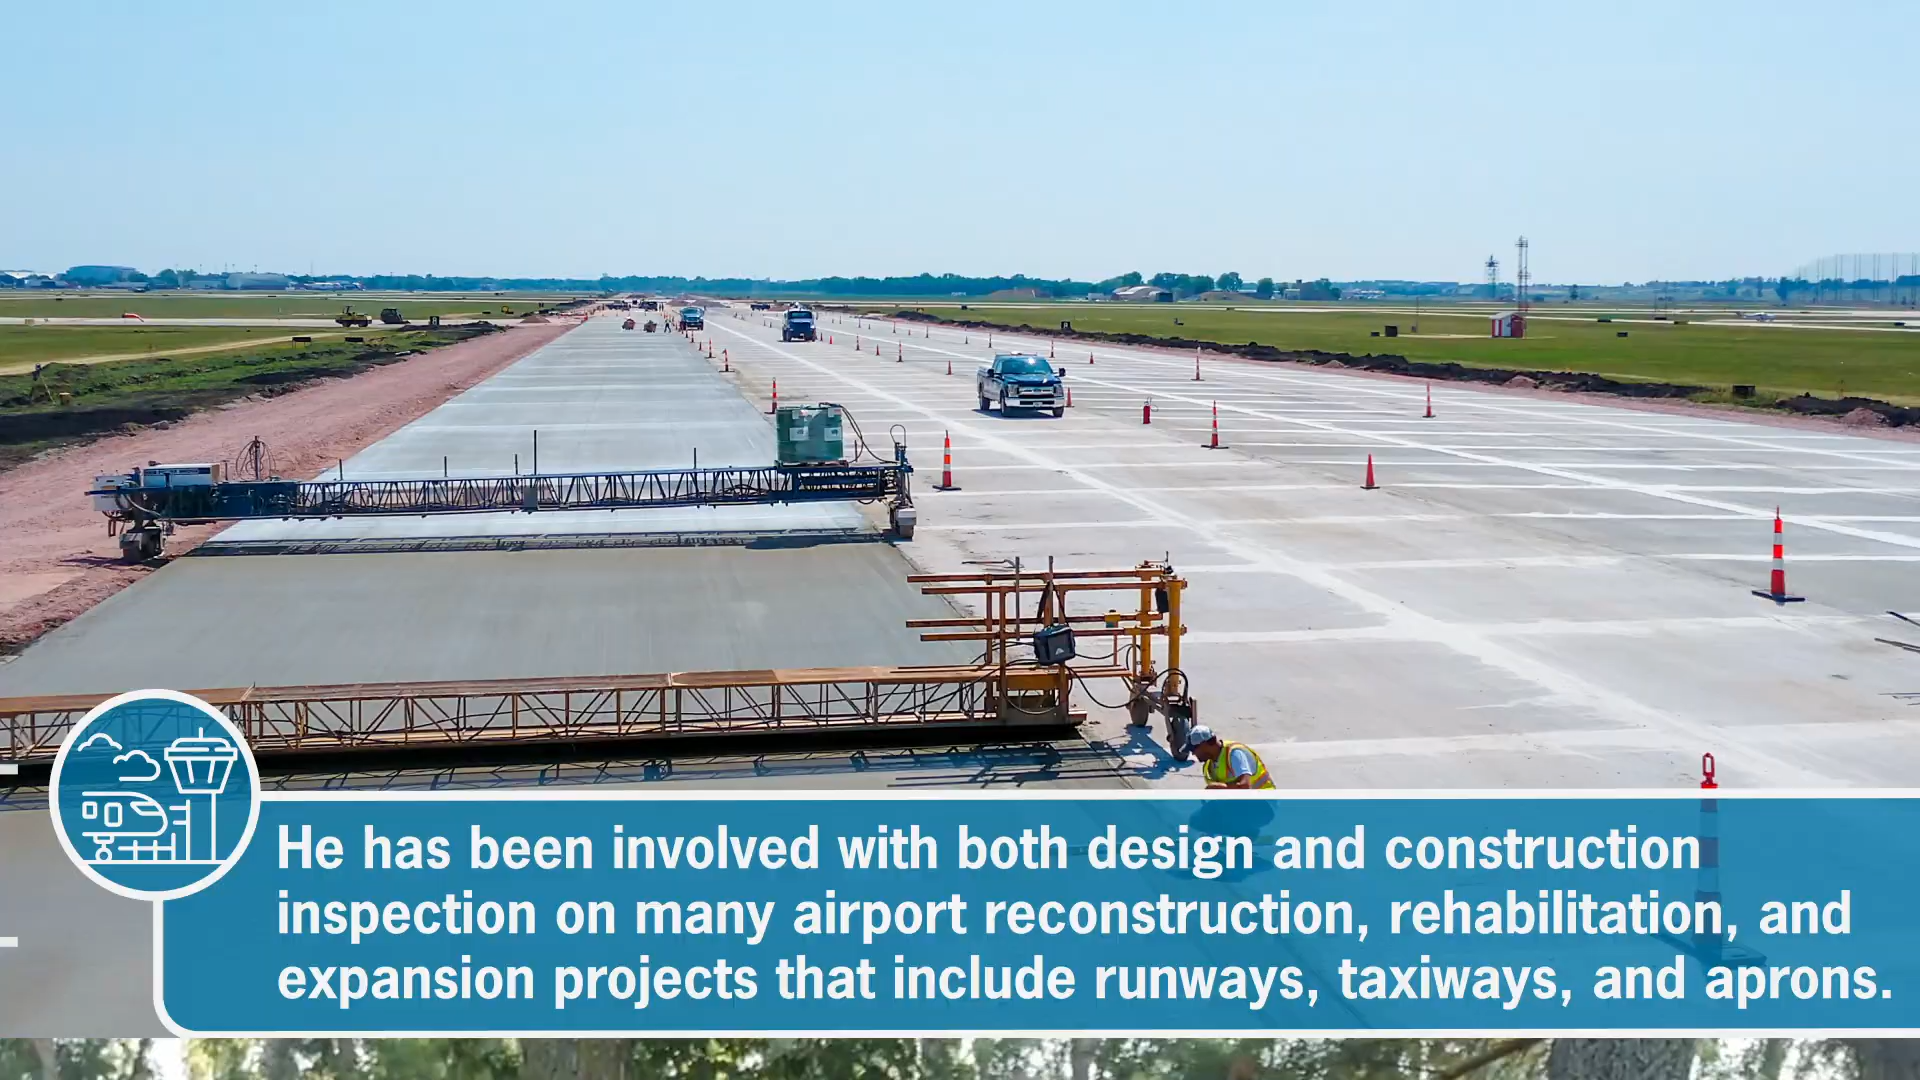 He has been involved with both design and construction
inspection on many airport reconstruction, rehabilitation, and
expansion projects that include runways, taxiways, and aprons.